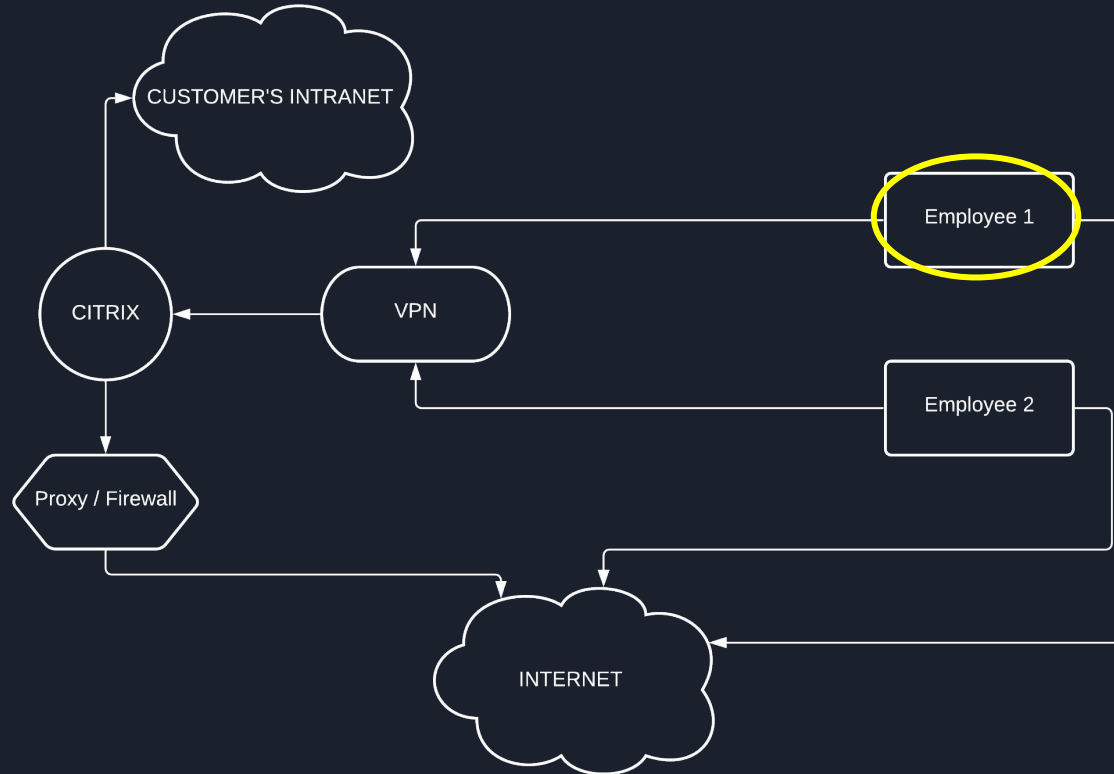 CUSTOMER'S INTRANET
Employee 1
CITRIX
VPN
Employee 2
Proxy / Firewall
INTERNET